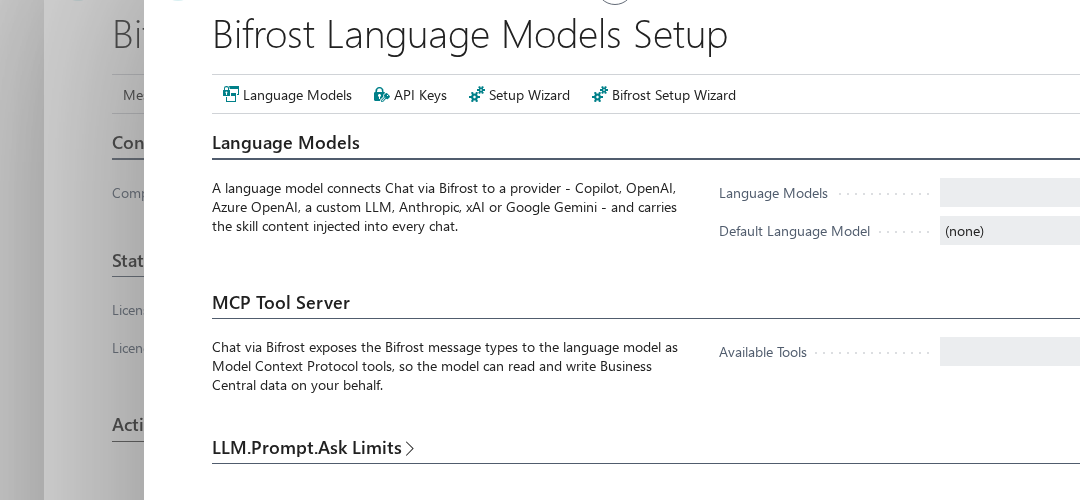 Bifrost Language Models Setup
Language Models API Keys Setup Wizard Bifrost Setup Wizard
Language Models
A language model connects Chat via Bifrost to a provider - Copilot, OpenAI,
Azure OpenAI, a custom LLM, Anthropic, xAI or Google Gemini - and carries
the skill content injected into every chat.
Language Models
Default Language Model (none)
MCP Tool Server
Chat via Bifrost exposes the Bifrost message types to the language model as
Model Context Protocol tools, so the model can read and write Business
Central data on your behalf.
Available Tools
LLM.Prompt.Ask Limits